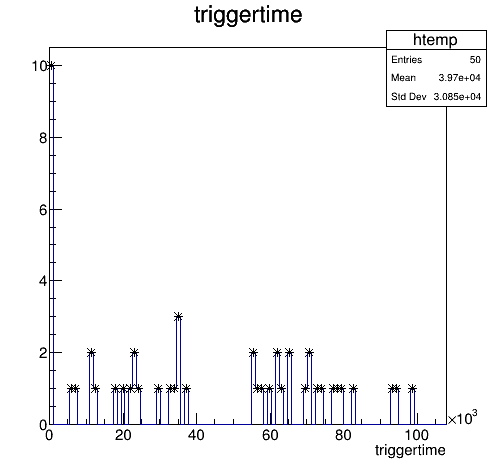 triggertime
htemp
Entries 50
Mean 3.97e+04
Std Dev 3.085e+04
10
8
6
4
2
0
0 20 40 60 80 100
×10³
triggertime